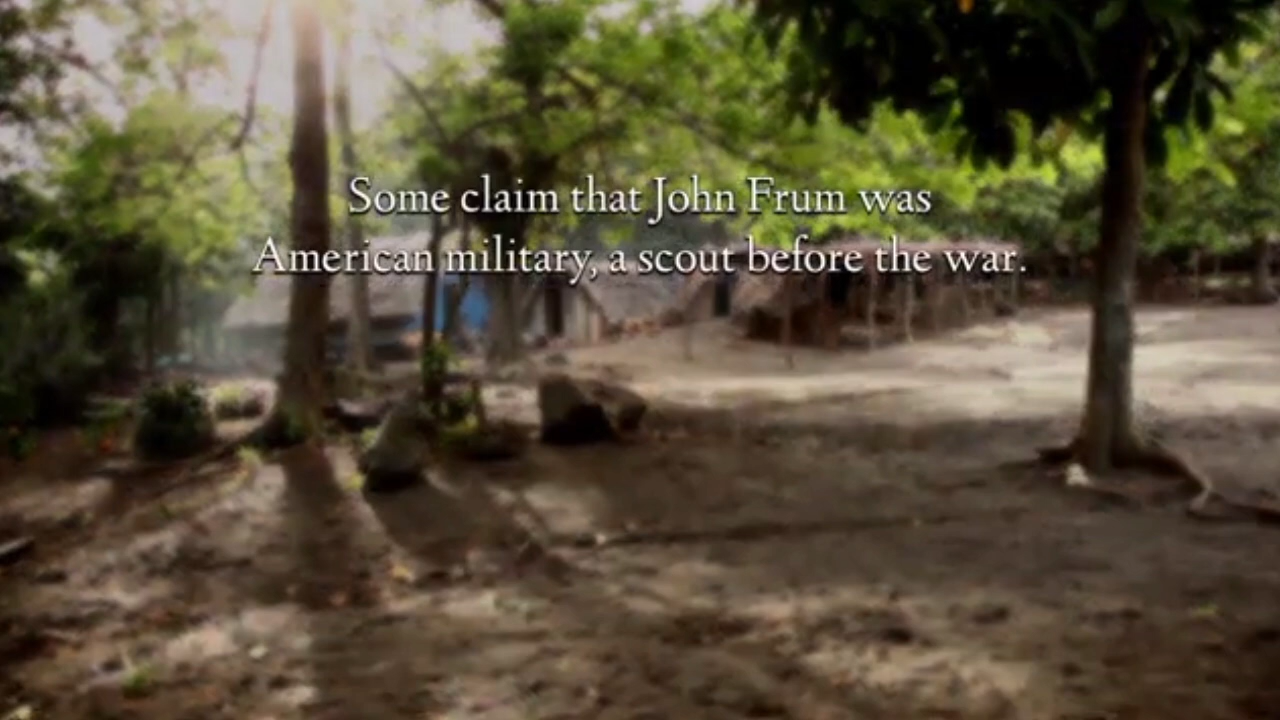 Some claim that John Frum was
American military, a scout before the war.